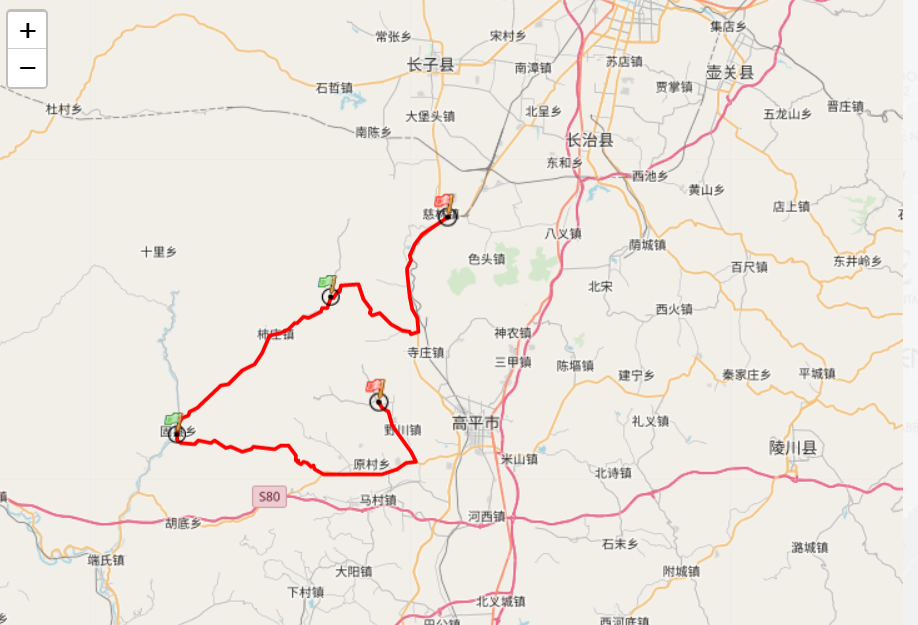 +
−
常张乡
宋村乡
集店乡
长子县
南漳镇
苏店镇
壶关县
石哲镇
贾掌镇
杜村乡
大堡头镇
北呈乡
五龙山乡
晋庄镇
南陈乡
长治县
东和乡
西池乡
黄山乡
店上镇
八义镇
荫城镇
十里乡
色头镇
百尺镇
东井岭乡
北宋
西火镇
柿庄镇
神农镇
寺庄镇
三甲镇
陈堰镇
建宁乡
秦家庄乡
平城镇
野川镇
高平市
礼义镇
陵川县
原村乡
米山镇
北诗镇
S80
马村镇
胡底乡
河西镇
石末乡
潞城镇
端氏镇
大阳镇
附城镇
下村镇
北义城镇
巴公镇
西河底镇